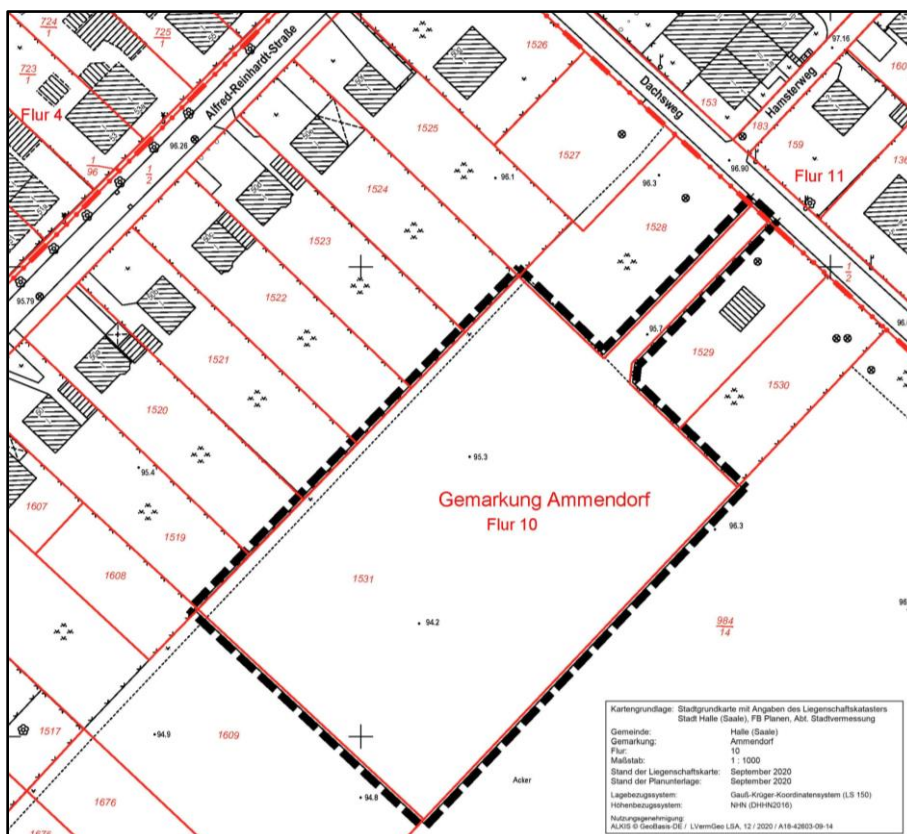 724
1
725
1
723
1
Flur 4
Alfred-Reinhardt-Straße
96.26
1
96
1
2
95.79
1526
Dachsweg
153
Hamsterweg
97.16
160
183
159
Flur 11
136
96.90
1525
1527
96.3
96.1
1524
1528
1523
1522
1
2
95.7
1529
1521
1530
1520
95.4
95.3
Gemarkung Ammendorf
Flur 10
1607
1519
96.3
1608
1531
94.2
984
14
1517
94.9
1609
1676
94.8
Acker
Kartengrundlage: Stadtgrundkarte mit Angaben des Liegenschaftskatasters
Stadt Halle (Saale), FB Planen, Abt. Stadtvermessung
Gemeinde: Halle (Saale)
Gemarkung: Ammendorf
Flur: 10
Maßstab: 1 : 1000
Stand der Liegenschaftskarte: September 2020
Stand der Planunterlage: September 2020
Lagebezugssystem: Gauß-Krüger-Koordinatensystem (LS 150)
Höhenbezugssystem: NHN (DHHN2016)
Nutzungsgenehmigung:
ALKIS © GeoBasis-DE / LVermGeo LSA, 12 / 2020 / A18-42803-09-14